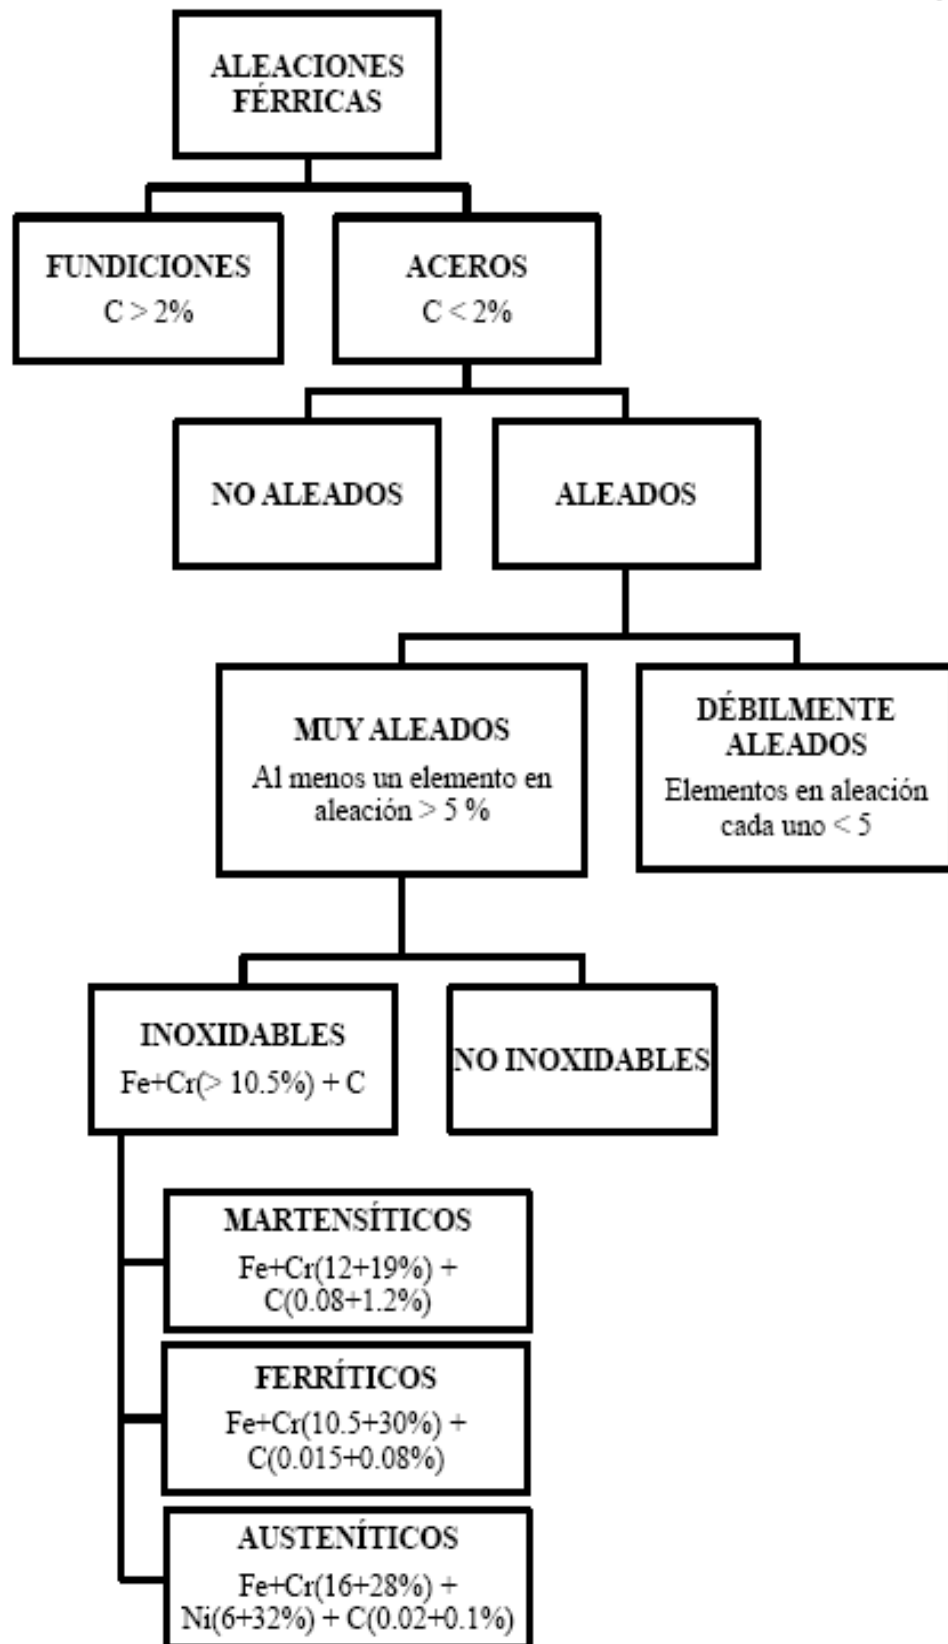 ALEACIONES
FÉRRICAS
FUNDICIONES
C > 2%
ACEROS
C < 2%
NO ALEADOS
ALEADOS
MUY ALEADOS
Al menos un elemento en
aleación > 5 %
DÉBILMENTE
ALEADOS
Elementos en aleación
cada uno < 5
INOXIDABLES
Fe+Cr(> 10.5%) + C
NO INOXIDABLES
MARTENSÍTICOS
Fe+Cr(12+19%) +
C(0.08+1.2%)
FERRÍTICOS
Fe+Cr(10.5+30%) +
C(0.015+0.08%)
AUSTENÍTICOS
Fe+Cr(16+28%) +
Ni(6+32%) + C(0.02+0.1%)